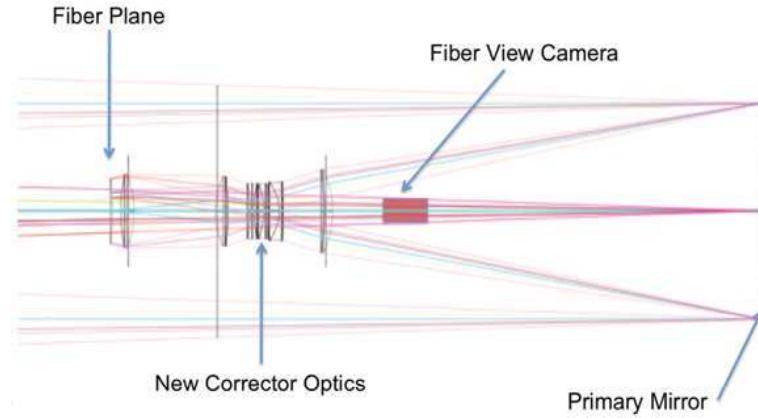 Fiber Plane
Fiber View Camera
New Corrector Optics
Primary Mirror